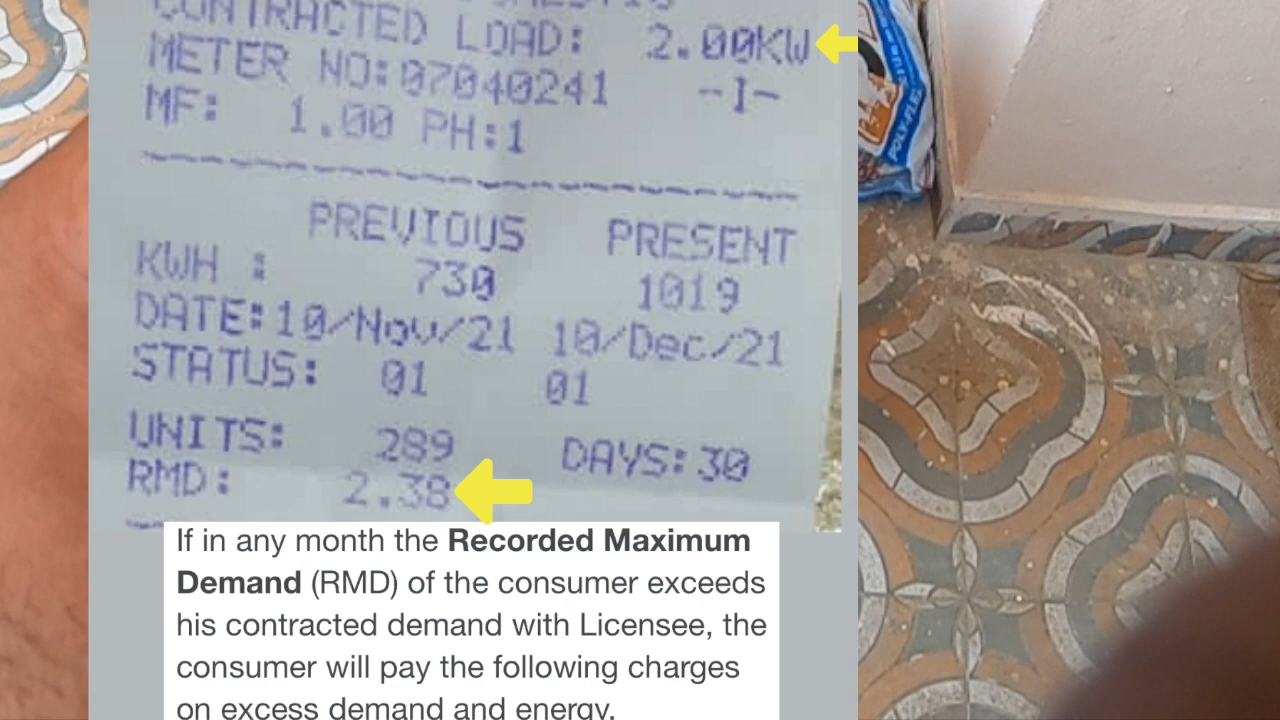 CONTRACTED LOAD: 2.00KW
METER NO:07040241 -I-
MF: 1.00 PH:1
PREVIOUS PRESENT
KWH : 730 1019
DATE:10/Nov/21 10/Dec/21
STATUS: 01 01
UNITS: 289 DAYS:30
RMD: 2.38
If in any month the Recorded Maximum
Demand (RMD) of the consumer exceeds
his contracted demand with Licensee, the
consumer will pay the following charges
on excess demand and energy.